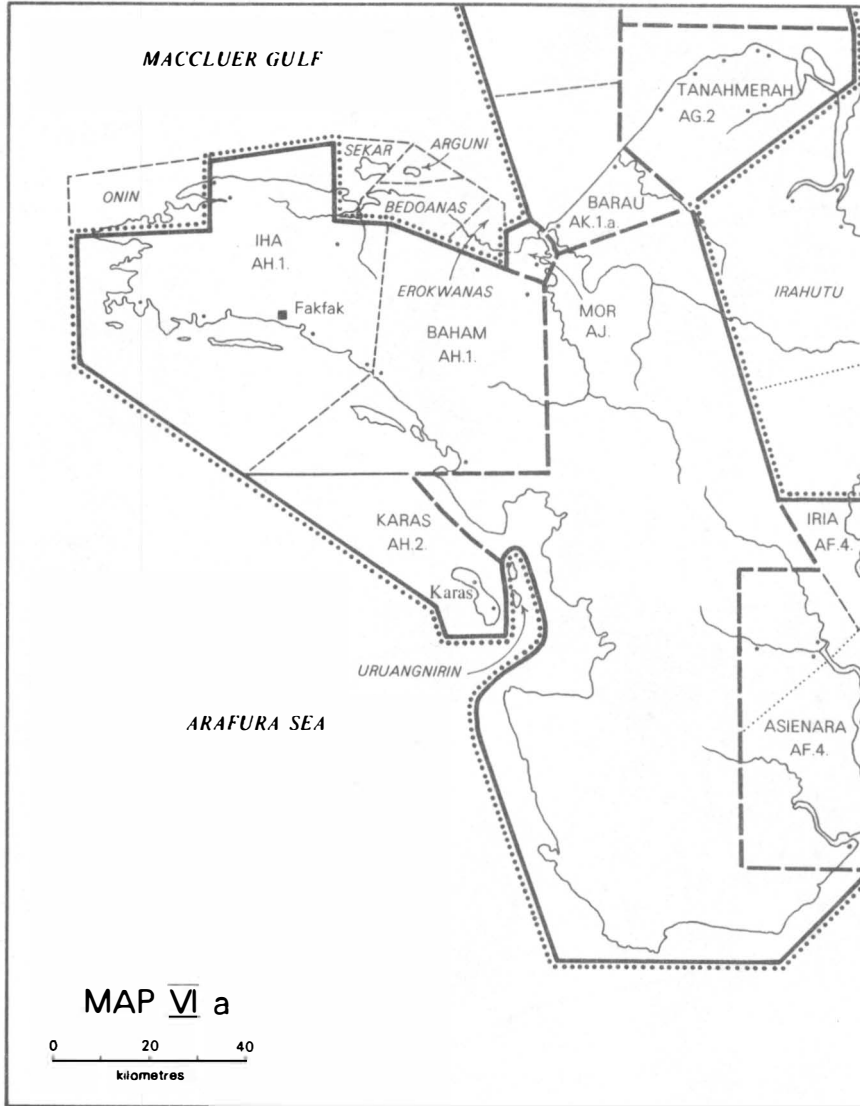 MACCLUER GULF
TANAHMERAH
AG.2
SEKAR
ARGUNI
ONIN
BARAU
AK.1.a.
BEDOANAS
IHA
AH.1.
EROKWANAS
IRAHUTU
MOR
AJ.
Fakfak
BAHAM
AH.1.
KARAS
AH.2.
IRIA
AF.4.
Karas
URUANGNIRIN
ARAFURA SEA
ASIENARA
AF.4.
MAP VI a
0 20 40
kilometres